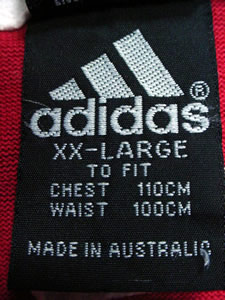 adidas®
XX-LARGE
TO FIT
CHEST 110CM
WAIST 100CM
MADE IN AUSTRALIA